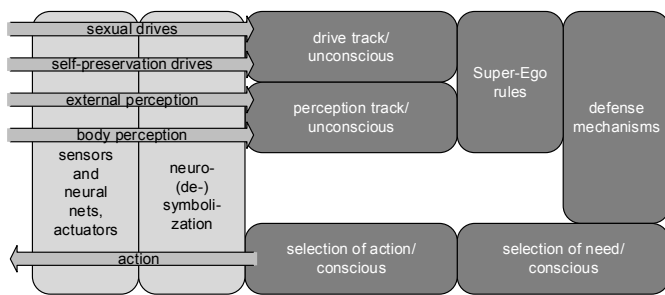 sexual drives
self-preservation drives
external perception
body perception
sensors
and
neural
nets,
actuators
neuro-
(de-)
symboli-
zation
drive track/
unconscious
perception track/
unconscious
Super-Ego
rules
defense
mechanisms
action
selection of action/
conscious
selection of need/
conscious